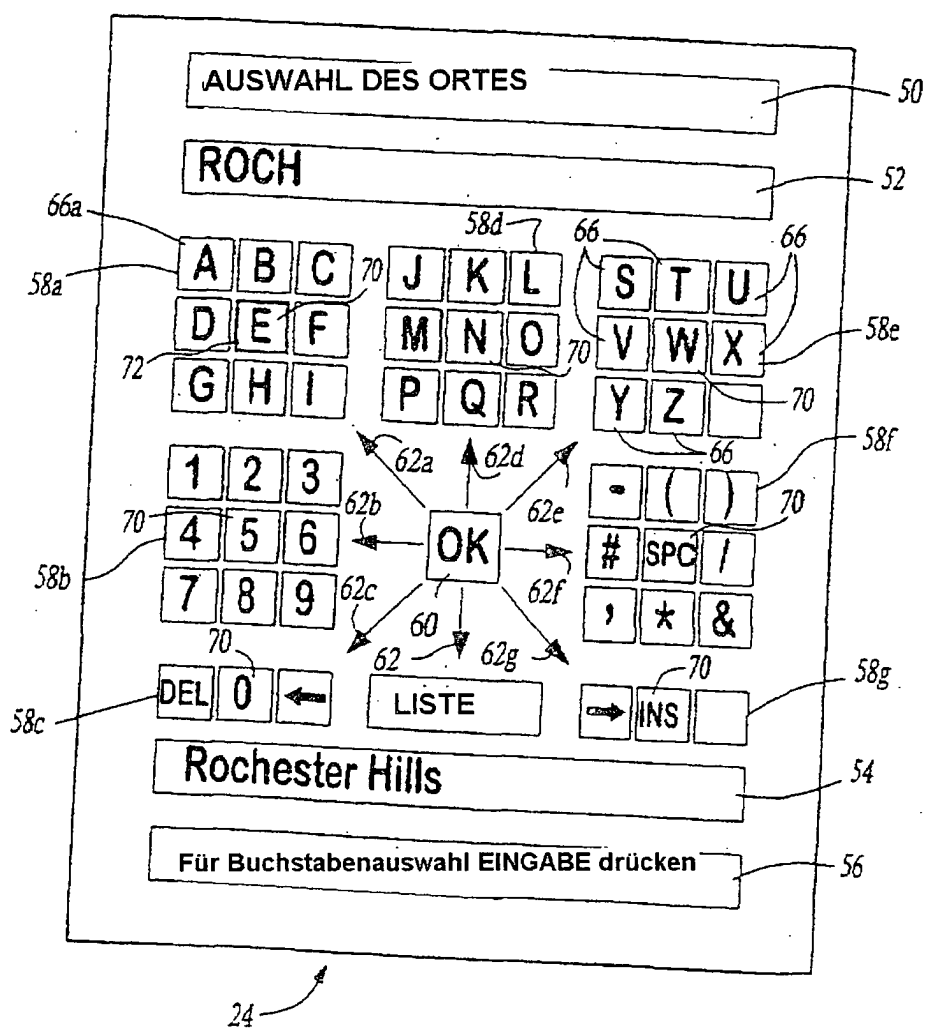 AUSWAHL DES ORTES
50
ROCH
52
66a
58d
66
66
A B C J K L S T U
58a
70
D E F M N O V W X
58e
72
70
G H I P Q R Y Z
70
66
58f
62a
62d
62e
1 2 3 - ( )
62b
70
70
4 5 6 OK # SPC /
58b
62c
62f
7 8 9 , * &
60
62
62g
70
70
DEL 0 ← LISTE → INS
58c
58g
Rochester Hills
54
Für Buchstabenauswahl EINGABE drücken
56
24